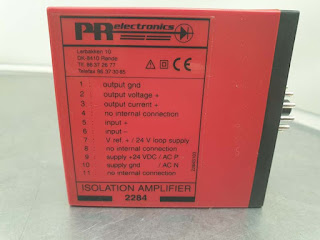 PR electronics
Lerbakken 10
DK-8410 Rønde
Tlf. 86 37 26 77
Telefax 86 37 30 85
CE
1 : output gnd
2 : output voltage +
3 : output current +
4 : no internal connection
5 : input +
6 : input -
7 : V ref. + / 24 V loop supply
8 : no internal connection
9 : supply +24 VDC / AC P
10 : supply gnd / AC N
11 : no internal connection
ISOLATION AMPLIFIER
2284